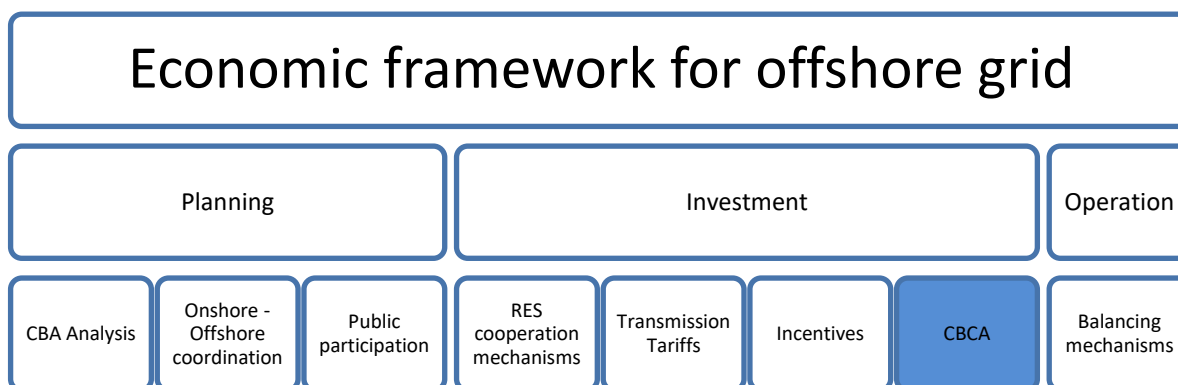 Economic framework for offshore grid
Planning
Investment
Operation
CBA Analysis
Onshore -
Offshore
coordination
Public
participation
RES
cooperation
mechanisms
Transmission
Tariffs
Incentives
CBCA
Balancing
mechanisms